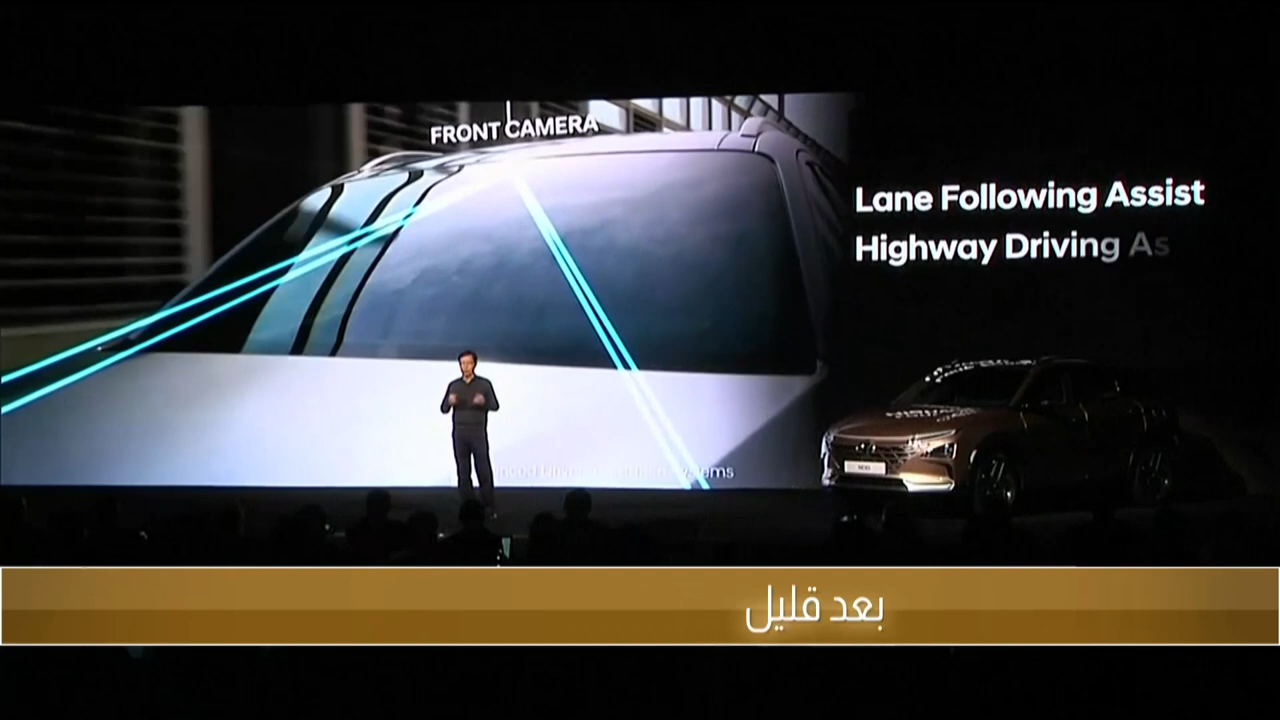 FRONT CAMERA
Lane Following Assist
Highway Driving As
بعد قليل